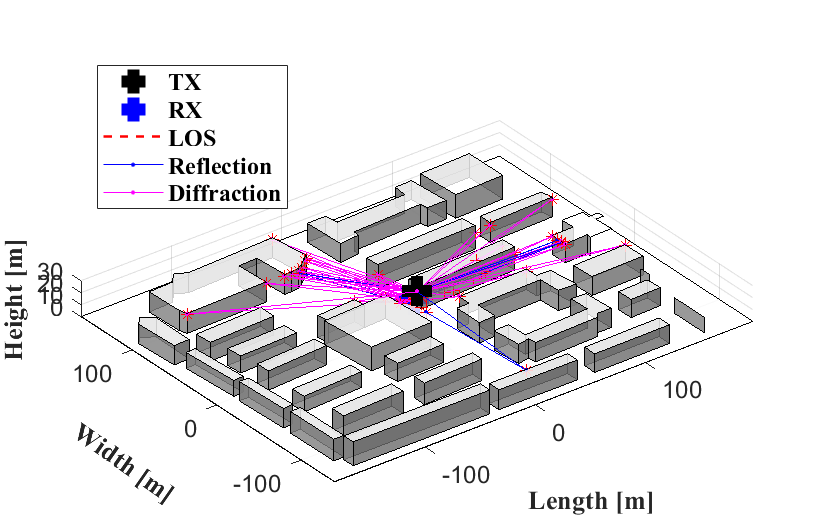 TX
RX
LOS
Reflection
Diffraction
30
20
10
0
Height [m]
100
0
-100
Width [m]
-100
0
100
Length [m]